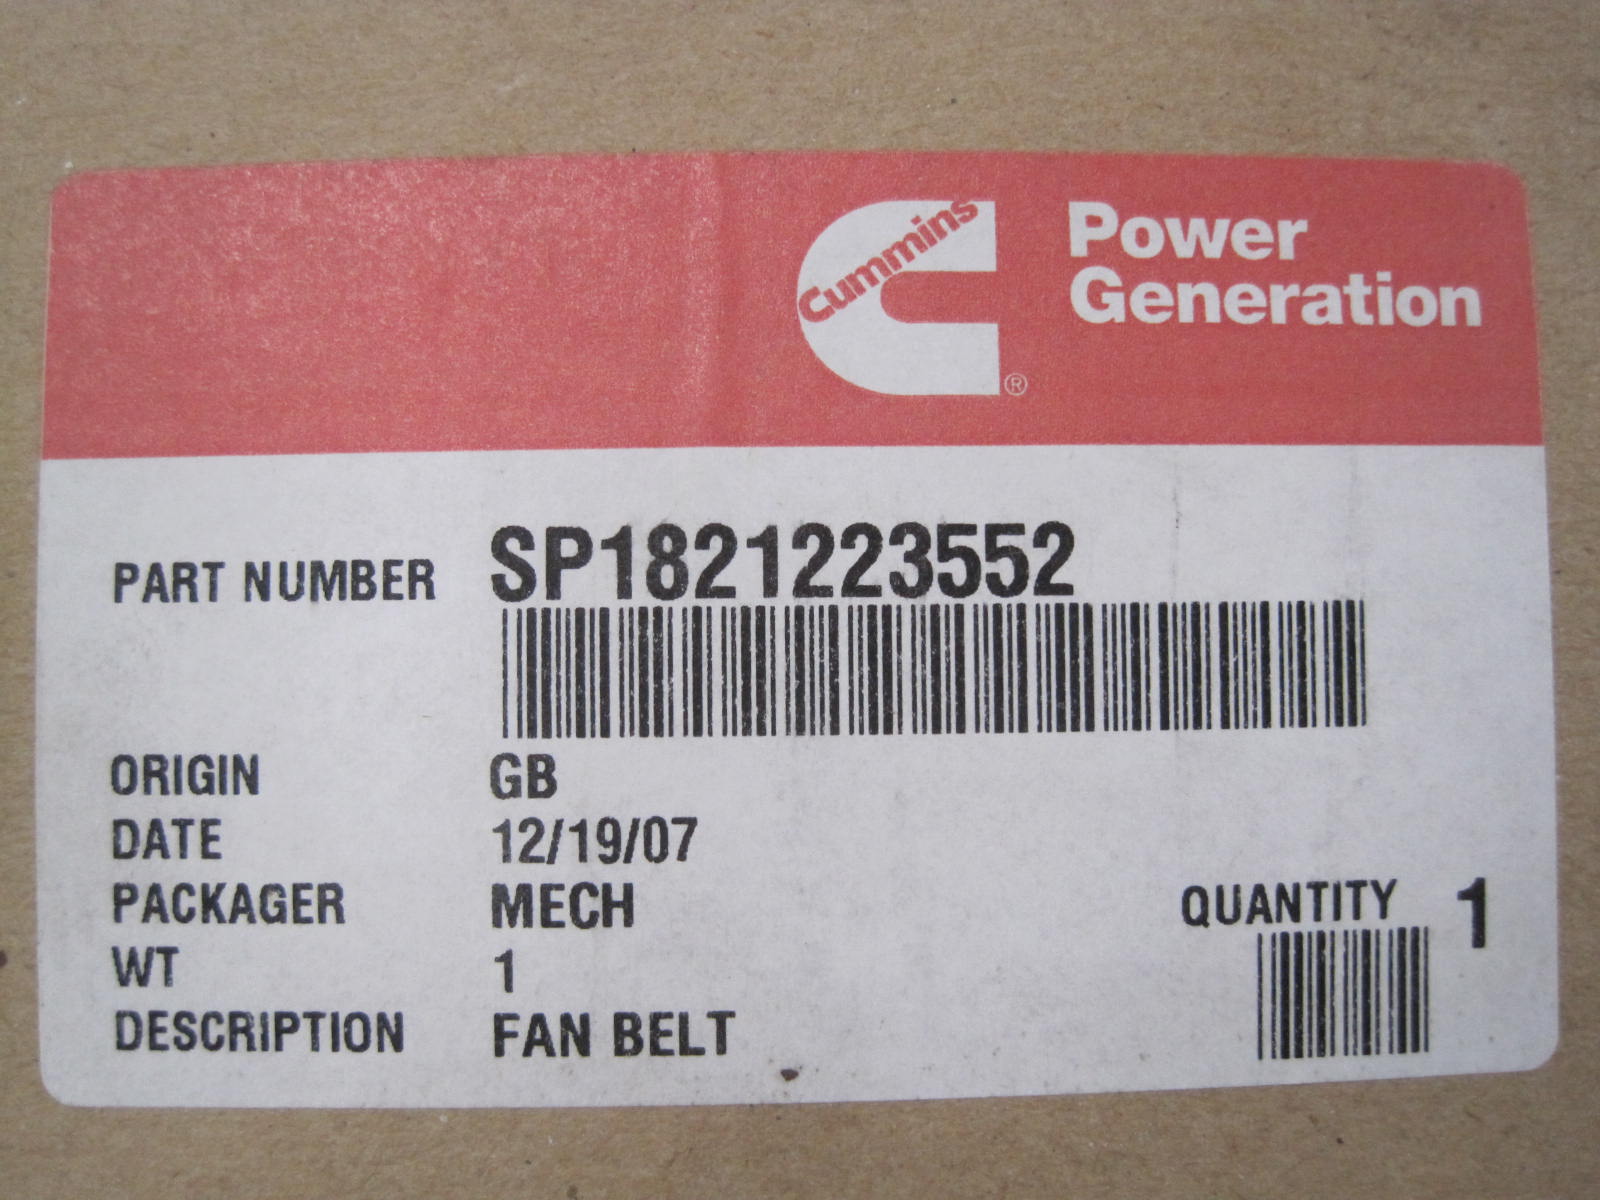 Cummins
®
Power
Generation
PART NUMBER SP1821223552
ORIGIN GB
DATE 12/19/07
PACKAGER MECH
WT 1
DESCRIPTION FAN BELT
QUANTITY 1